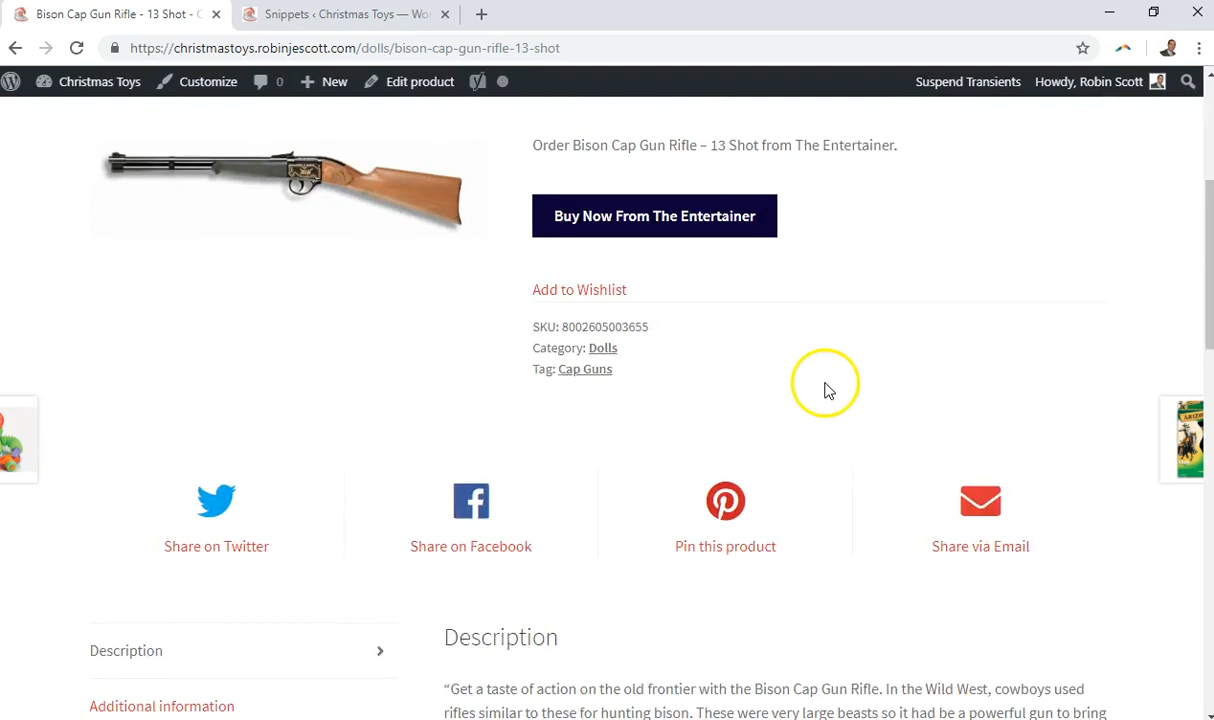 Bison Cap Gun Rifle - 13 Shot - C
Snippets ‹ Christmas Toys — Wor
https://christmastoys.robinjescott.com/dolls/bison-cap-gun-rifle-13-shot
Christmas Toys
Customize
0
New
Edit product
Suspend Transients
Howdy, Robin Scott
Order Bison Cap Gun Rifle – 13 Shot from The Entertainer.
Buy Now From The Entertainer
Add to Wishlist
SKU: 8002605003655
Category: Dolls
Tag: Cap Guns
Share on Twitter
Share on Facebook
Pin this product
Share via Email
Description
Description
“Get a taste of action on the old frontier with the Bison Cap Gun Rifle. In the Wild West, cowboys used
rifles similar to these for hunting bison. These were very large beasts so it had be a powerful gun to bring
Additional information